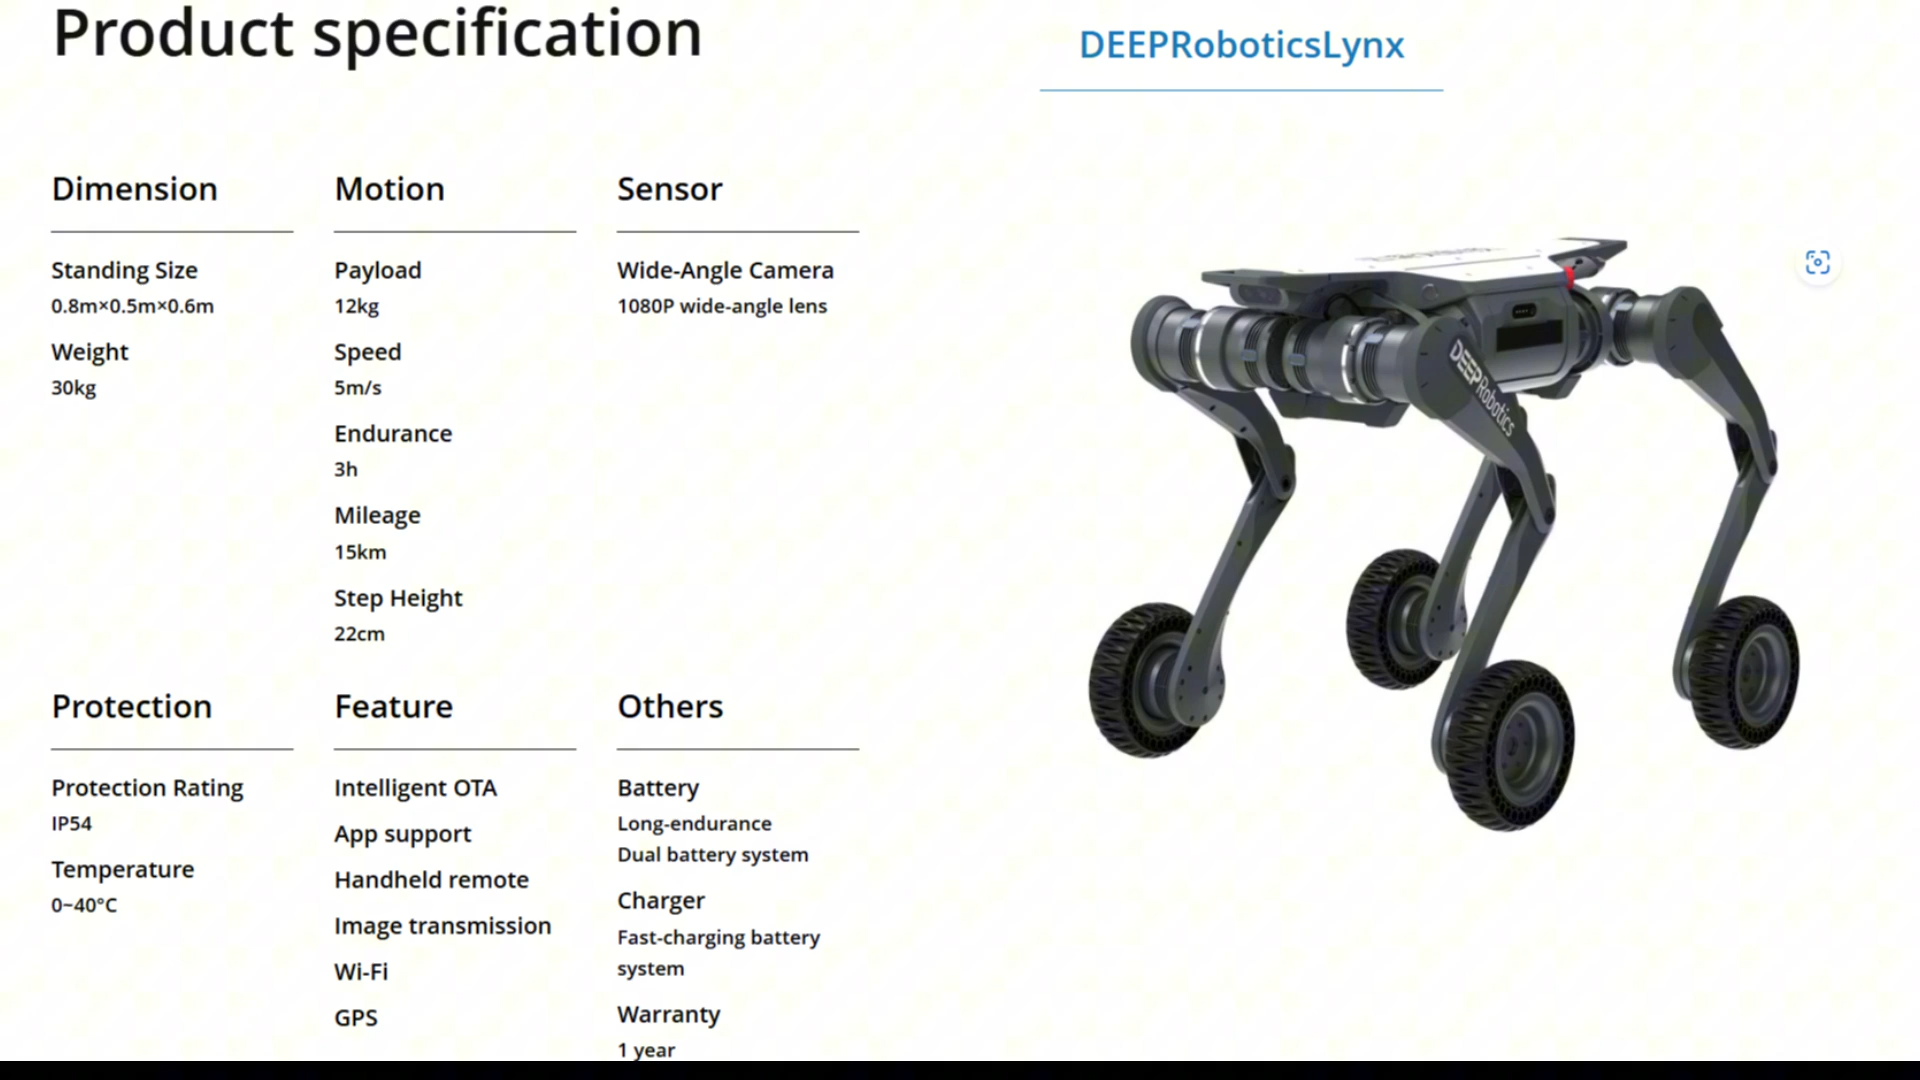 Product specification
DEEPRoboticsLynx
Dimension
Standing Size
0.8m×0.5m×0.6m
Weight
30kg
Motion
Payload
12kg
Speed
5m/s
Endurance
3h
Mileage
15km
Step Height
22cm
Sensor
Wide-Angle Camera
1080P wide-angle lens
Protection
Protection Rating
IP54
Temperature
0~40°C
Feature
Intelligent OTA
App support
Handheld remote
Image transmission
Wi-Fi
GPS
Others
Battery
Long-endurance
Dual battery system
Charger
Fast-charging battery
system
Warranty
1 year
DEEPRobotics